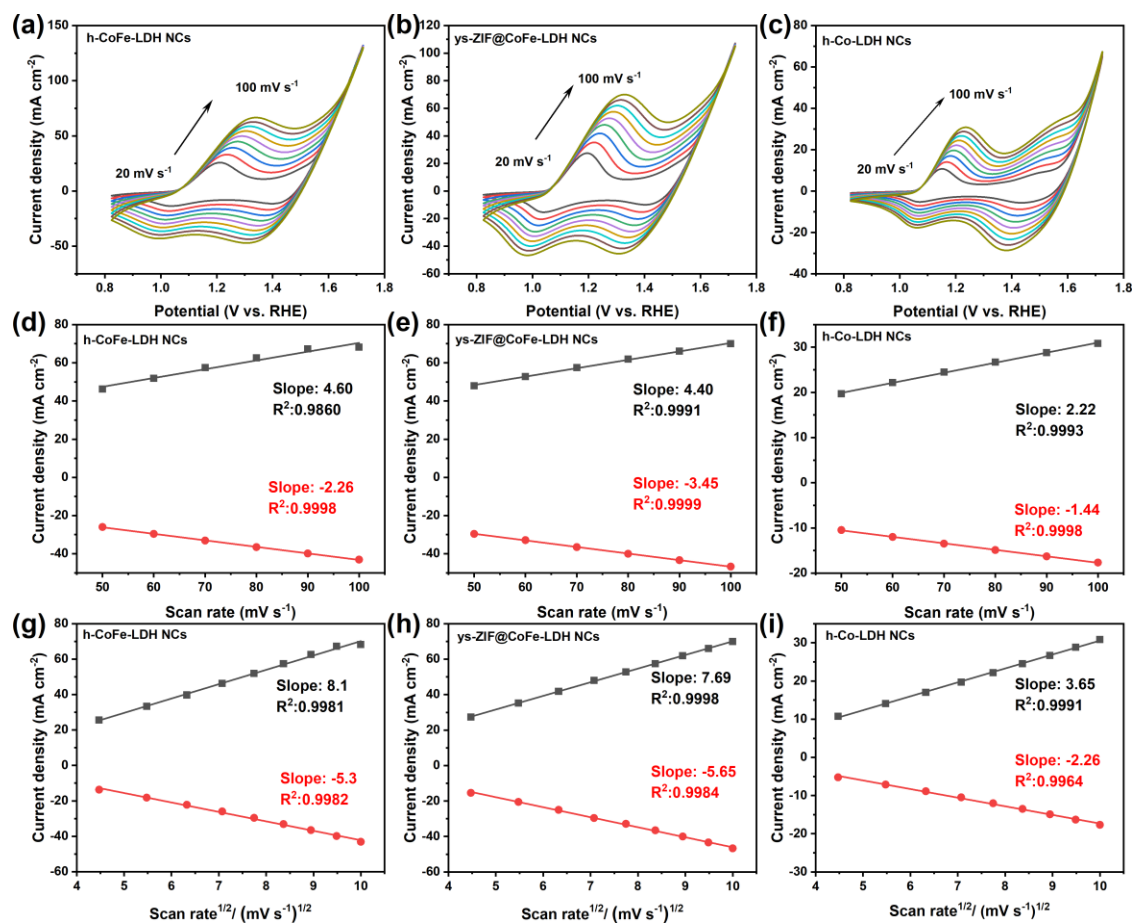 (a)
h-CoFe-LDH NCs
150
100
50
0
-50
Current density (mA cm⁻²)
100 mV s⁻¹
20 mV s⁻¹
0.8 1.0 1.2 1.4 1.6 1.8
Potential (V vs. RHE)
(b)
ys-ZIF@CoFe-LDH NCs
120
100
80
60
40
20
0
-20
-40
-60
Current density (mA cm⁻²)
100 mV s⁻¹
20 mV s⁻¹
0.8 1.0 1.2 1.4 1.6 1.8
Potential (V vs. RHE)
(c)
h-Co-LDH NCs
80
60
40
20
0
-20
-40
Current density (mA cm⁻²)
100 mV s⁻¹
20 mV s⁻¹
0.8 1.0 1.2 1.4 1.6 1.8
Potential (V vs. RHE)
(d)
h-CoFe-LDH NCs
80
60
40
20
0
-20
-40
Current density (mA cm⁻²)
Slope: 4.60
R²:0.9860
Slope: -2.26
R²:0.9998
50 60 70 80 90 100
Scan rate (mV s⁻¹)
(e)
ys-ZIF@CoFe-LDH NCs
80
60
40
20
0
-20
-40
Current density (mA cm⁻²)
Slope: 4.40
R²:0.9991
Slope: -3.45
R²:0.9999
50 60 70 80 90 100
Scan rate (mV s⁻¹)
(f)
h-Co-LDH NCs
40
30
20
10
0
-10
-20
Current density (mA cm⁻²)
Slope: 2.22
R²:0.9993
Slope: -1.44
R²:0.9998
50 60 70 80 90 100
Scan rate (mV s⁻¹)
(g)
h-CoFe-LDH NCs
80
60
40
20
0
-20
-40
-60
Current density (mA cm⁻²)
Slope: 8.1
R²:0.9981
Slope: -5.3
R²:0.9982
4 5 6 7 8 9 10
Scan rate¹ᐟ²/ (mV s⁻¹)¹ᐟ²
(h)
ys-ZIF@CoFe-LDH NCs
80
60
40
20
0
-20
-40
-60
Current density (mA cm⁻²)
Slope: 7.69
R²:0.9998
Slope: -5.65
R²:0.9984
4 5 6 7 8 9 10
Scan rate¹ᐟ²/ (mV s⁻¹)¹ᐟ²
(i)
h-Co-LDH NCs
30
20
10
0
-10
-20
-30
Current density (mA cm⁻²)
Slope: 3.65
R²:0.9991
Slope: -2.26
R²:0.9964
4 5 6 7 8 9 10
Scan rate¹ᐟ²/ (mV s⁻¹)¹ᐟ²